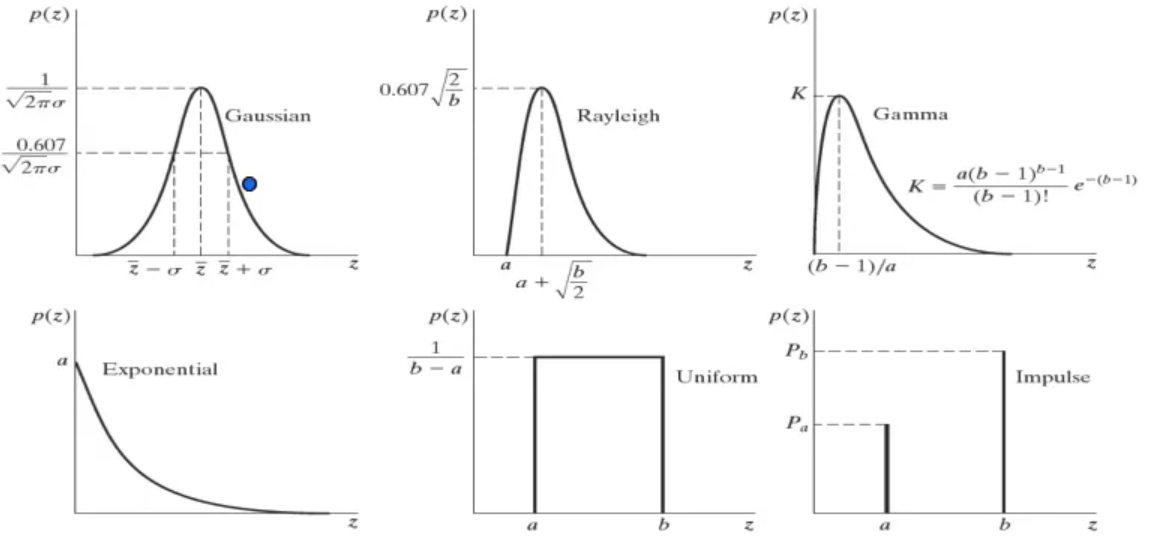 p(z)
1/√2πσ
Gaussian
0.607/√2πσ
z̄ − σ z̄ z̄ + σ z
p(z)
0.607√2/b
Rayleigh
a
a + √b/2
z
p(z)
K
Gamma
K = a(b − 1)^{b−1}/(b − 1)! e^{−(b−1)}
(b − 1)/a
z
p(z)
a
Exponential
z
p(z)
1/b − a
Uniform
a b z
p(z)
P_b
Impulse
P_a
a b z